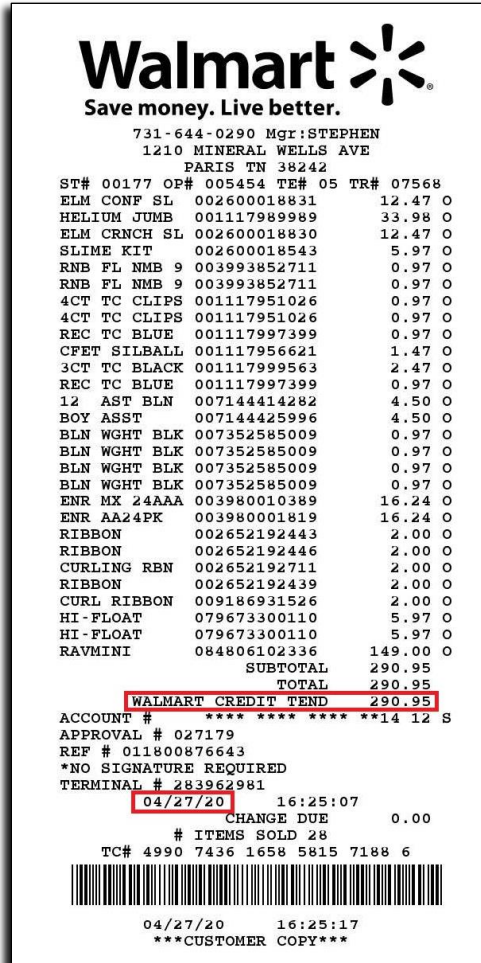 Walmart
Save money. Live better.
731-644-0290 Mgr:STEPHEN
1210 MINERAL WELLS AVE
PARIS TN 38242
ST# 00177 OP# 005454 TE# 05 TR# 07568
ELM CONF SL 002600018831 12.47 O
HELIUM JUMB 001117989989 33.98 O
ELM CRNCH SL 002600018830 12.47 O
SLIME KIT 002600018543 5.97 O
RNB FL NMB 9 003993852711 0.97 O
RNB FL NMB 9 003993852711 0.97 O
4CT TC CLIPS 001117951026 0.97 O
4CT TC CLIPS 001117951026 0.97 O
REC TC BLUE 001117997399 0.97 O
CFET SILBALL 001117956621 1.47 O
3CT TC BLACK 001117999563 2.47 O
REC TC BLUE 001117997399 0.97 O
12 AST BLN 007144414282 4.50 O
BOY ASST 007144425996 4.50 O
BLN WGHT BLK 007352585009 0.97 O
BLN WGHT BLK 007352585009 0.97 O
BLN WGHT BLK 007352585009 0.97 O
BLN WGHT BLK 007352585009 0.97 O
ENR MX 24AAA 003980010389 16.24 O
ENR AA24PK 003980001819 16.24 O
RIBBON 002652192443 2.00 O
RIBBON 002652192446 2.00 O
CURLING RBN 002652192711 2.00 O
RIBBON 002652192439 2.00 O
CURL RIBBON 009186931526 2.00 O
HI-FLOAT 079673300110 5.97 O
HI-FLOAT 079673300110 5.97 O
RAVMINI 084806102336 149.00 O
SUBTOTAL 290.95
TOTAL 290.95
WALMART CREDIT TEND 290.95
ACCOUNT # **** **** **** **14 12 S
APPROVAL # 027179
REF # 011800876643
*NO SIGNATURE REQUIRED
TERMINAL # 283962981
04/27/20 16:25:07
CHANGE DUE 0.00
# ITEMS SOLD 28
TC# 4990 7436 1658 5815 7188 6
04/27/20 16:25:17
***CUSTOMER COPY***